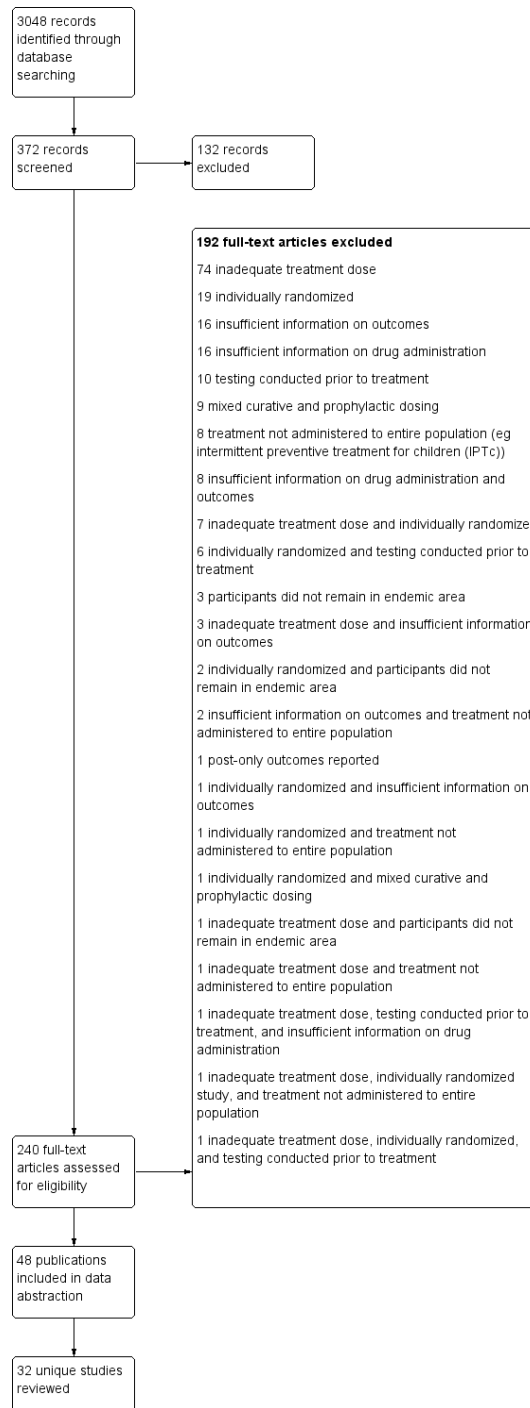 3048 records
identified through
database
searching
372 records
screened
132 records
excluded
192 full-text articles excluded
74 inadequate treatment dose
19 individually randomized
16 insufficient information on outcomes
16 insufficient information on drug administration
10 testing conducted prior to treatment
9 mixed curative and prophylactic dosing
8 treatment not administered to entire population (eg
intermittent preventive treatment for children (IPTc))
8 insufficient information on drug administration and
outcomes
7 inadequate treatment dose and individually randomize
6 individually randomized and testing conducted prior to
treatment
3 participants did not remain in endemic area
3 inadequate treatment dose and insufficient information
on outcomes
2 individually randomized and participants did not
remain in endemic area
2 insufficient information on outcomes and treatment not
administered to entire population
1 post-only outcomes reported
1 individually randomized and insufficient information on
outcomes
1 individually randomized and treatment not
administered to entire population
1 individually randomized and mixed curative and
prophylactic dosing
1 inadequate treatment dose and participants did not
remain in endemic area
1 inadequate treatment dose and treatment not
administered to entire population
1 inadequate treatment dose, testing conducted prior to
treatment, and insufficient information on drug
administration
1 inadequate treatment dose, individually randomized
study, and treatment not administered to entire
population
1 inadequate treatment dose, individually randomized,
and testing conducted prior to treatment
240 full-text
articles assessed
for eligibility
48 publications
included in data
abstraction
32 unique studies
reviewed